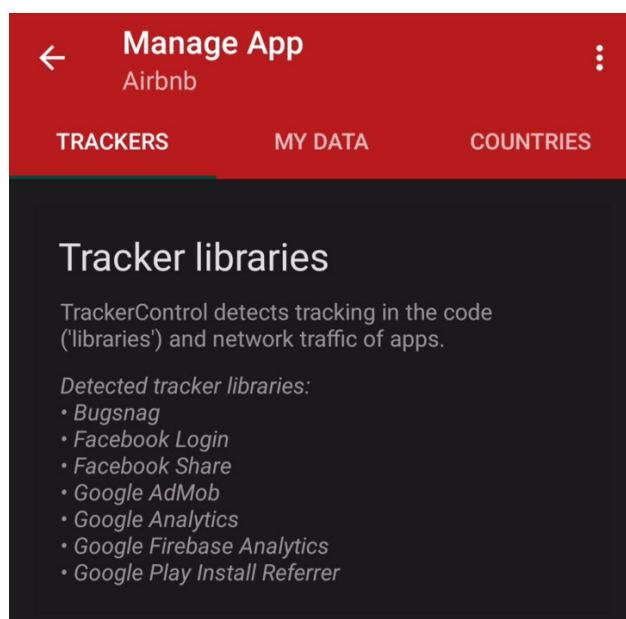 Manage App
Airbnb
TRACKERS MY DATA COUNTRIES
Tracker libraries
TrackerControl detects tracking in the code
('libraries') and network traffic of apps.
Detected tracker libraries:
• Bugsnag
• Facebook Login
• Facebook Share
• Google AdMob
• Google Analytics
• Google Firebase Analytics
• Google Play Install Referrer